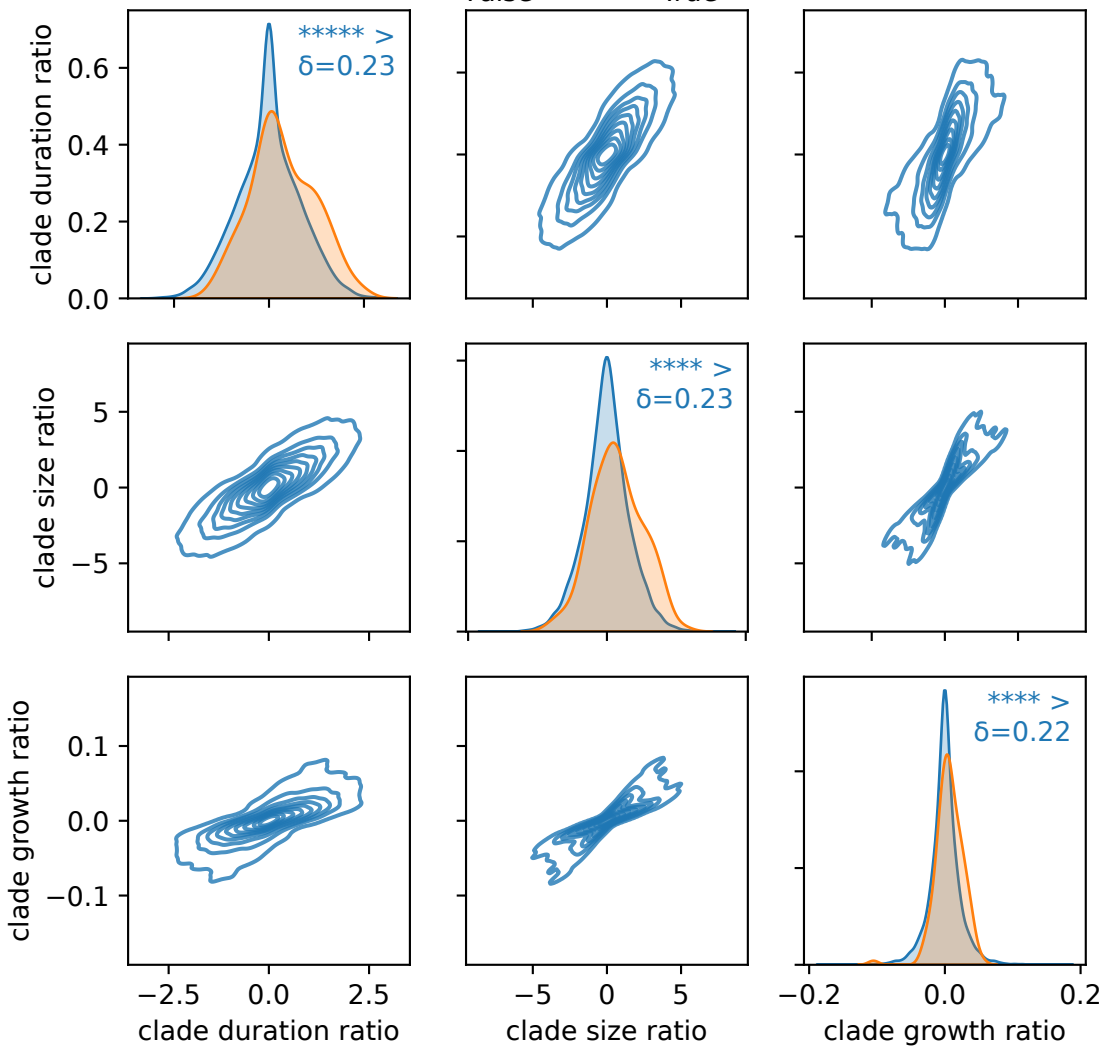 clade duration ratio
0.6
0.4
0.2
0.0
***** >
δ=0.23
clade size ratio
5
0
−5
**** >
δ=0.23
clade growth ratio
0.1
0.0
−0.1
**** >
δ=0.22
−2.5 0.0 2.5
−5 0 5
−0.2 0.0 0.2
clade duration ratio
clade size ratio
clade growth ratio